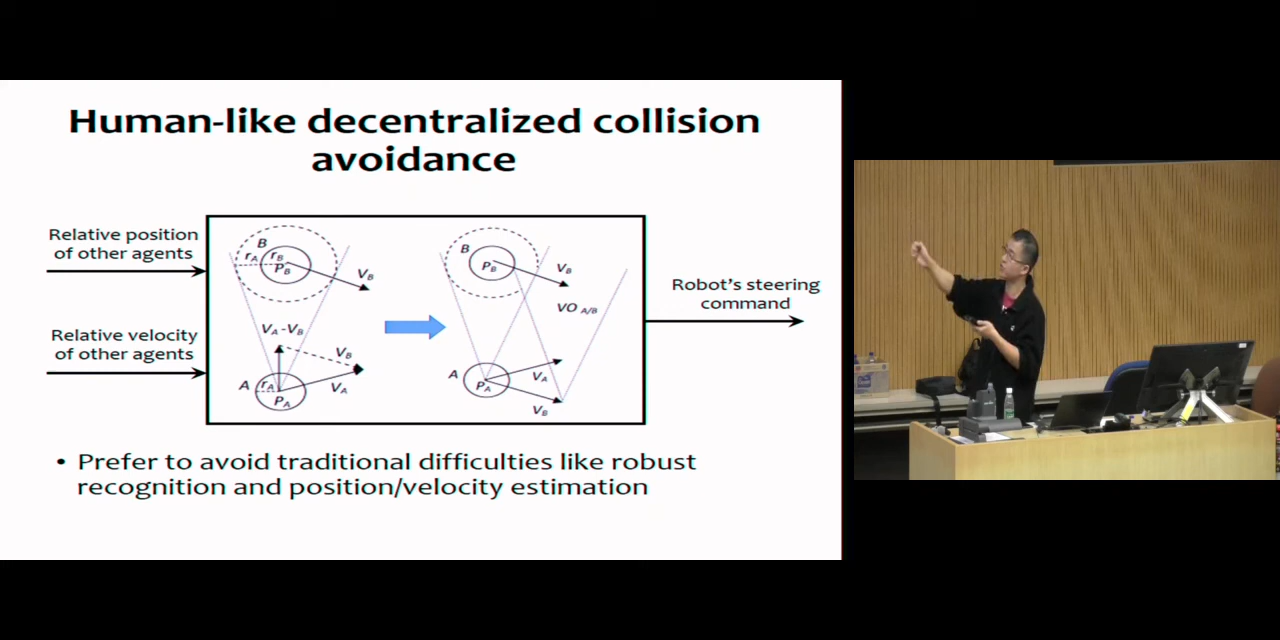 Human-like decentralized collision
avoidance
Relative position
of other agents
Relative velocity
of other agents
B
rA rB
PB
VB
VA-VB
VB
A rA
VA
PA
B
PB
VB
VO A/B
A
PA
VA
VB
Robot's steering
command
• Prefer to avoid traditional difficulties like robust
recognition and position/velocity estimation